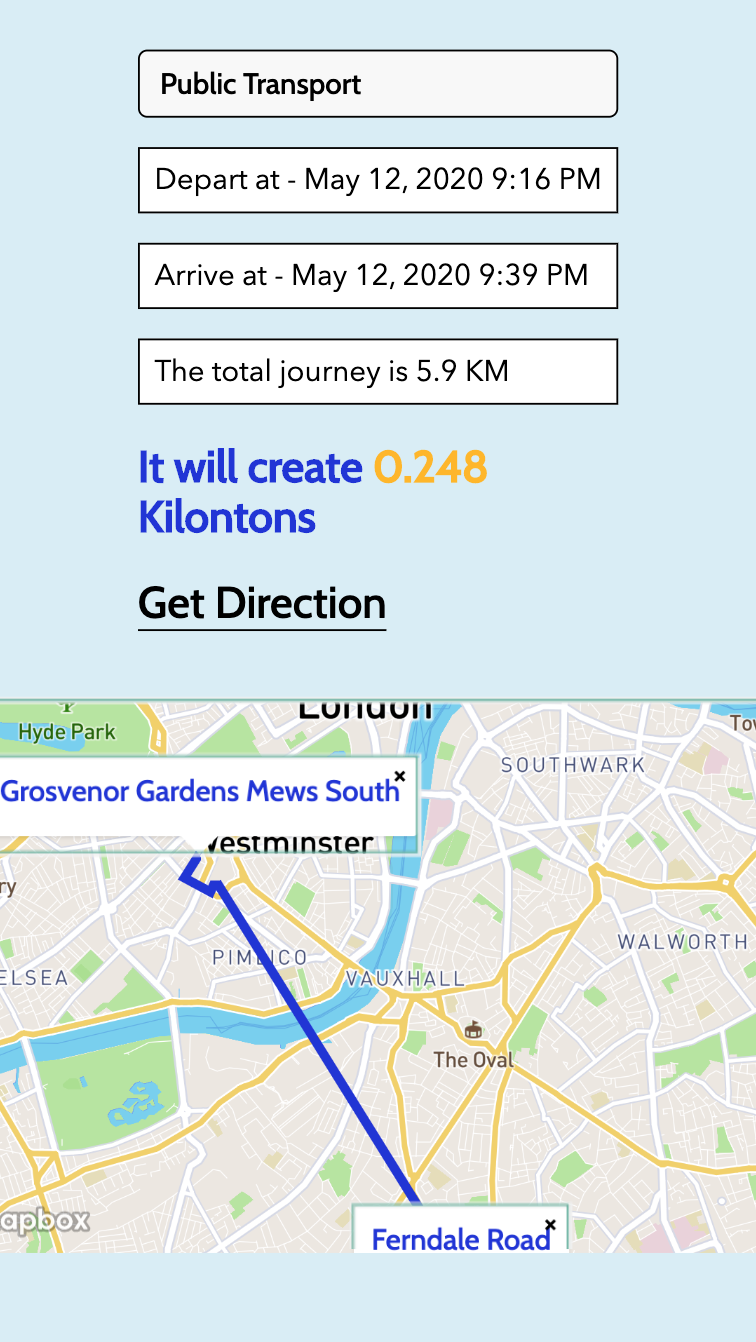 Public Transport
Depart at - May 12, 2020 9:16 PM
Arrive at - May 12, 2020 9:39 PM
The total journey is 5.9 KM
It will create 0.248
Kilontons
Get Direction
London
Hyde Park
SOUTHWARK
Grosvenor Gardens Mews South
×
Westminster
WALWORTH
PIMLICO
ELSEA
VAUXHALL
The Oval
apbox
Ferndale Road
×